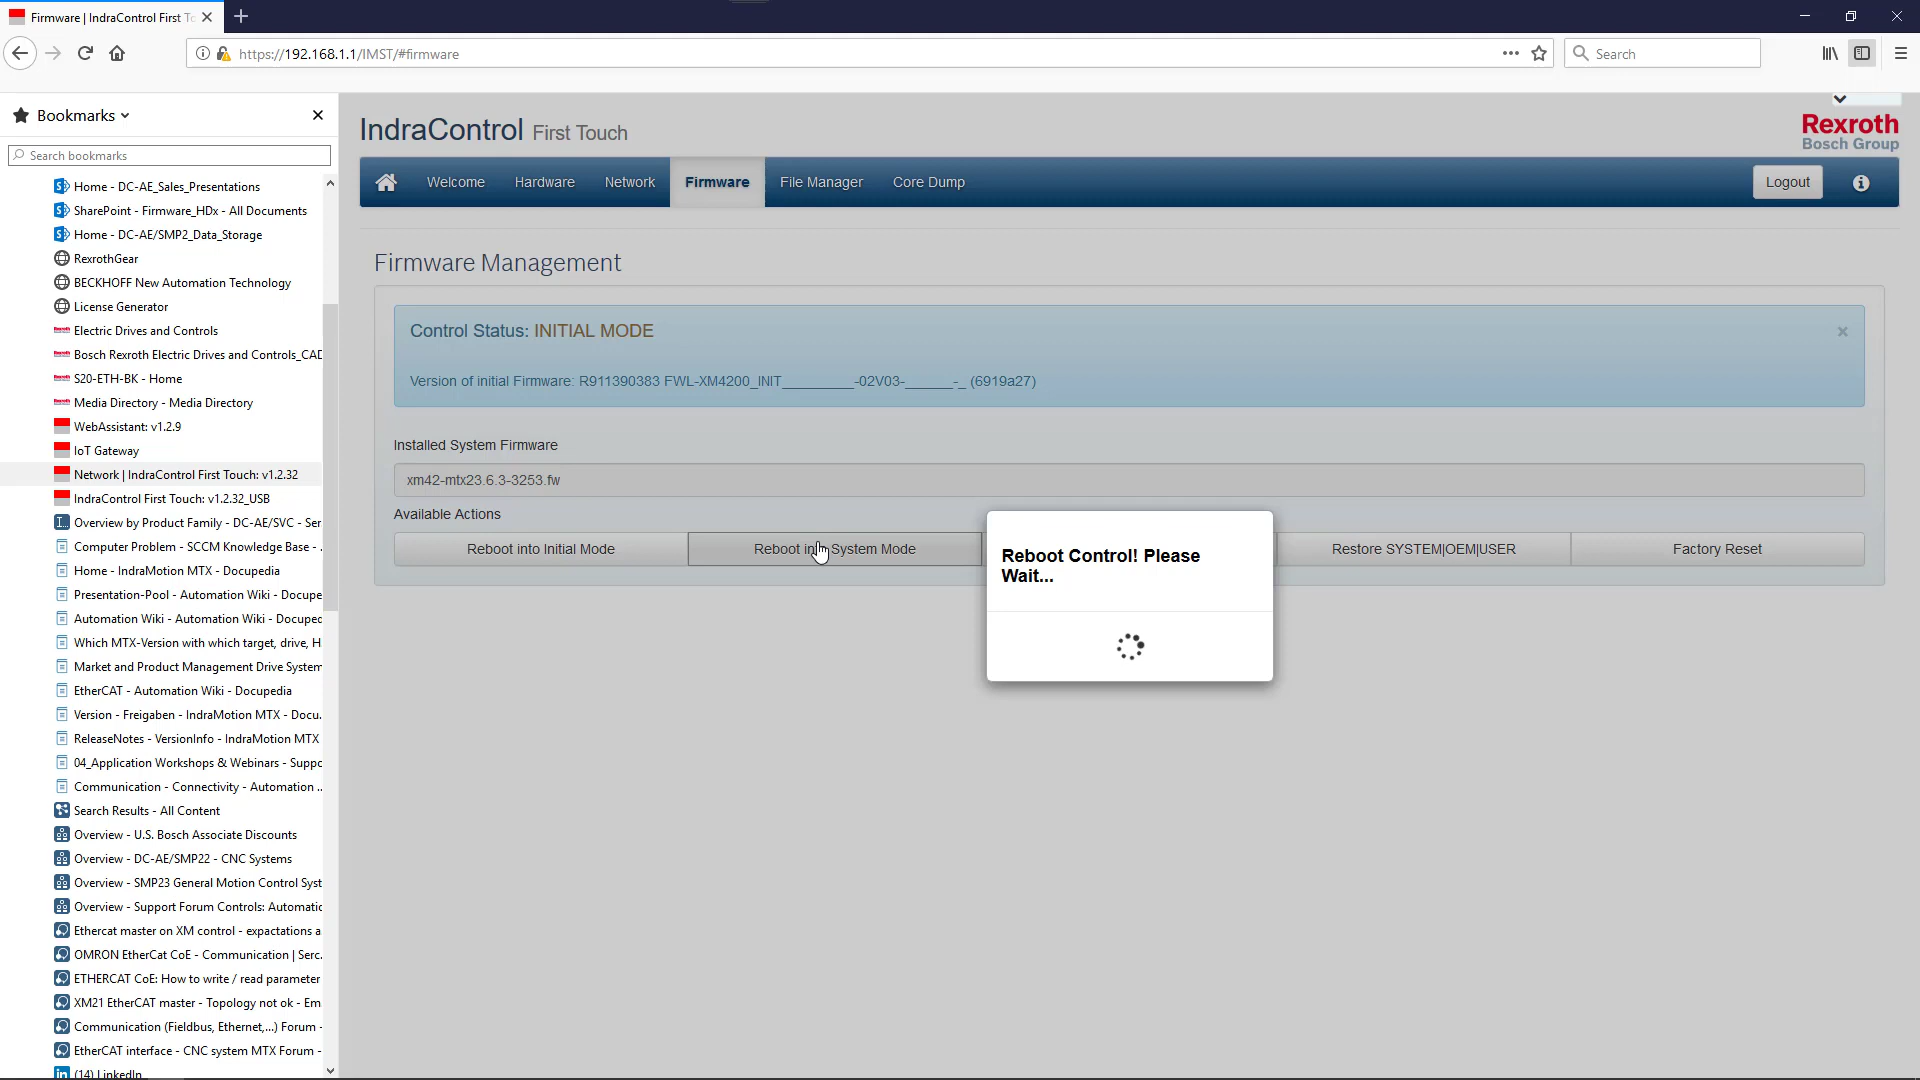 Firmware | IndraControl First To
https://192.168.1.1/IMST/#firmware
Search
Bookmarks
Search bookmarks
Home - DC-AE_Sales_Presentations
SharePoint - Firmware_HDx - All Documents
Home - DC-AE/SMP2_Data_Storage
RexrothGear
BECKHOFF New Automation Technology
License Generator
Electric Drives and Controls
Bosch Rexroth Electric Drives and Controls_CAD
S20-ETH-BK - Home
Media Directory - Media Directory
WebAssistant: v1.2.9
IoT Gateway
Network | IndraControl First Touch: v1.2.32
IndraControl First Touch: v1.2.32_USB
Overview by Product Family - DC-AE/SVC - Ser
Computer Problem - SCCM Knowledge Base - .
Home - IndraMotion MTX - Docupedia
Presentation-Pool - Automation Wiki - Docupe
Automation Wiki - Automation Wiki - Docuped
Which MTX-Version with which target, drive, H
Market and Product Management Drive System
EtherCAT - Automation Wiki - Docupedia
Version - Freigaben - IndraMotion MTX - Docu.
ReleaseNotes - VersionInfo - IndraMotion MTX
04_Application Workshops & Webinars - Suppo
Communication - Connectivity - Automation ..
Search Results - All Content
Overview - U.S. Bosch Associate Discounts
Overview - DC-AE/SMP22 - CNC Systems
Overview - SMP23 General Motion Control Syst
Overview - Support Forum Controls: Automatic
Ethercat master on XM control - expactations a
OMRON EtherCat CoE - Communication | Serc.
ETHERCAT CoE: How to write / read parameter
XM21 EtherCAT master - Topology not ok - Em
Communication (Fieldbus, Ethernet,...) Forum -
EtherCAT interface - CNC system MTX Forum -
(14) LinkedIn
IndraControl First Touch
Rexroth
Bosch Group
Welcome Hardware Network Firmware File Manager Core Dump Logout
Firmware Management
Control Status: INITIAL MODE
Version of initial Firmware: R911390383 FWL-XM4200_INIT_________-02V03-______-_ (6919a27)
Installed System Firmware
xm42-mtx23.6.3-3253.fw
Available Actions
Reboot into Initial Mode Reboot in System Mode Restore SYSTEM|OEM|USER Factory Reset
Reboot Control! Please
Wait...